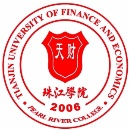 TIANJIN UNIVERSITY OF FINANCE AND ECONOMICS
天财
珠江學院
2006
PEARL RIVER COLLEGE